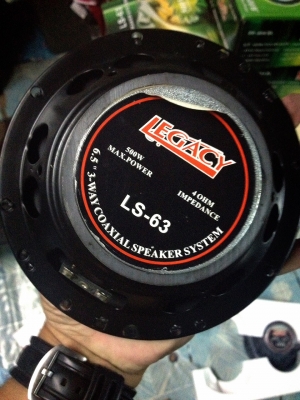 LEGACY
500W
MAX.POWER
4 OHM
IMPEDANCE
LS-63
6.5" 3-WAY COAXIAL SPEAKER SYSTEM